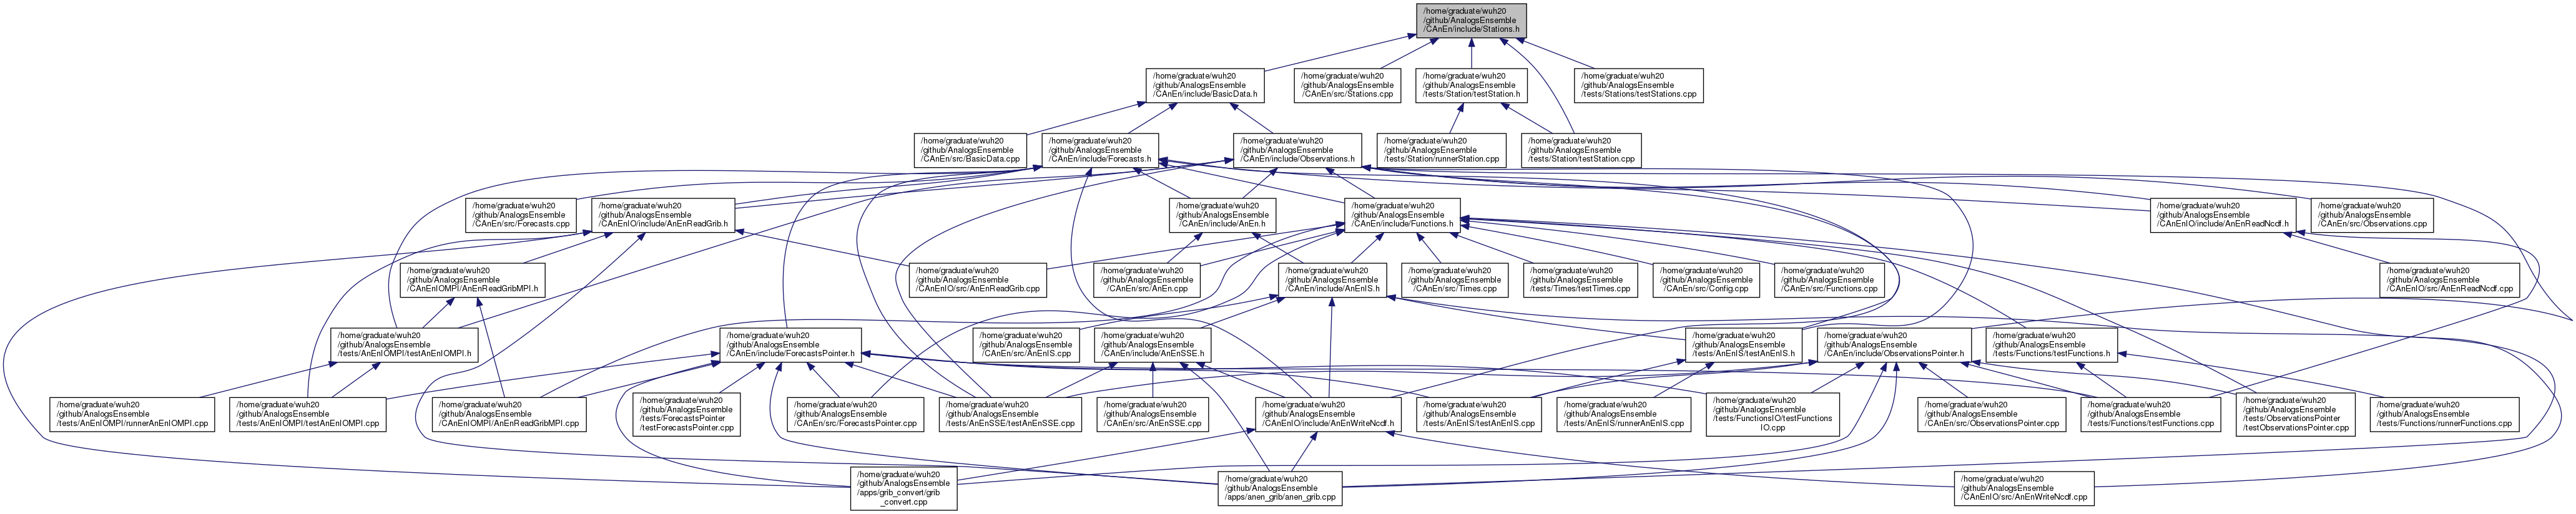 /home/graduate/wuh20
/github/AnalogsEnsemble
/CAnEn/include/Stations.h
/home/graduate/wuh20
/github/AnalogsEnsemble
/CAnEn/include/BasicData.h
/home/graduate/wuh20
/github/AnalogsEnsemble
/CAnEn/src/Stations.cpp
/home/graduate/wuh20
/github/AnalogsEnsemble
/tests/Station/testStation.h
/home/graduate/wuh20
/github/AnalogsEnsemble
/tests/Stations/testStations.cpp
/home/graduate/wuh20
/github/AnalogsEnsemble
/CAnEn/src/BasicData.cpp
/home/graduate/wuh20
/github/AnalogsEnsemble
/CAnEn/include/Forecasts.h
/home/graduate/wuh20
/github/AnalogsEnsemble
/CAnEn/include/Observations.h
/home/graduate/wuh20
/github/AnalogsEnsemble
/tests/Station/runnerStation.cpp
/home/graduate/wuh20
/github/AnalogsEnsemble
/tests/Station/testStation.cpp
/home/graduate/wuh20
/github/AnalogsEnsemble
/CAnEn/src/Forecasts.cpp
/home/graduate/wuh20
/github/AnalogsEnsemble
/CAnEnIO/include/AnEnReadGrib.h
/home/graduate/wuh20
/github/AnalogsEnsemble
/CAnEn/include/AnEn.h
/home/graduate/wuh20
/github/AnalogsEnsemble
/CAnEn/include/Functions.h
/home/graduate/wuh20
/github/AnalogsEnsemble
/CAnEnIO/include/AnEnReadNcdf.h
/home/graduate/wuh20
/github/AnalogsEnsemble
/CAnEn/src/Observations.cpp
/home/graduate/wuh20
/github/AnalogsEnsemble
/CAnEnIOMPI/AnEnReadGribMPI.h
/home/graduate/wuh20
/github/AnalogsEnsemble
/CAnEnIO/src/AnEnReadGrib.cpp
/home/graduate/wuh20
/github/AnalogsEnsemble
/CAnEn/src/AnEn.cpp
/home/graduate/wuh20
/github/AnalogsEnsemble
/CAnEn/include/AnEnIS.h
/home/graduate/wuh20
/github/AnalogsEnsemble
/CAnEn/src/Times.cpp
/home/graduate/wuh20
/github/AnalogsEnsemble
/tests/Times/testTimes.cpp
/home/graduate/wuh20
/github/AnalogsEnsemble
/CAnEn/src/Config.cpp
/home/graduate/wuh20
/github/AnalogsEnsemble
/CAnEn/src/Functions.cpp
/home/graduate/wuh20
/github/AnalogsEnsemble
/CAnEnIO/src/AnEnReadNcdf.cpp
/home/graduate/wuh20
/github/AnalogsEnsemble
/tests/AnEnIOMPI/testAnEnIOMPI.h
/home/graduate/wuh20
/github/AnalogsEnsemble
/CAnEn/include/ForecastsPointer.h
/home/graduate/wuh20
/github/AnalogsEnsemble
/CAnEn/src/AnEnIS.cpp
/home/graduate/wuh20
/github/AnalogsEnsemble
/CAnEn/include/AnEnSSE.h
/home/graduate/wuh20
/github/AnalogsEnsemble
/tests/AnEnIS/testAnEnIS.h
/home/graduate/wuh20
/github/AnalogsEnsemble
/CAnEn/include/ObservationsPointer.h
/home/graduate/wuh20
/github/AnalogsEnsemble
/tests/Functions/testFunctions.h
/home/graduate/wuh20
/github/AnalogsEnsemble
/tests/AnEnIOMPI/runnerAnEnIOMPI.cpp
/home/graduate/wuh20
/github/AnalogsEnsemble
/tests/AnEnIOMPI/testAnEnIOMPI.cpp
/home/graduate/wuh20
/github/AnalogsEnsemble
/CAnEnIOMPI/AnEnReadGribMPI.cpp
/home/graduate/wuh20
/github/AnalogsEnsemble
/tests/ForecastsPointer
/testForecastsPointer.cpp
/home/graduate/wuh20
/github/AnalogsEnsemble
/CAnEn/src/ForecastsPointer.cpp
/home/graduate/wuh20
/github/AnalogsEnsemble
/tests/AnEnSSE/testAnEnSSE.cpp
/home/graduate/wuh20
/github/AnalogsEnsemble
/CAnEn/src/AnEnSSE.cpp
/home/graduate/wuh20
/github/AnalogsEnsemble
/CAnEnIO/include/AnEnWriteNcdf.h
/home/graduate/wuh20
/github/AnalogsEnsemble
/tests/AnEnIS/testAnEnIS.cpp
/home/graduate/wuh20
/github/AnalogsEnsemble
/tests/AnEnIS/runnerAnEnIS.cpp
/home/graduate/wuh20
/github/AnalogsEnsemble
/tests/FunctionsIO/testFunctions
IO.cpp
/home/graduate/wuh20
/github/AnalogsEnsemble
/CAnEn/src/ObservationsPointer.cpp
/home/graduate/wuh20
/github/AnalogsEnsemble
/tests/Functions/testFunctions.cpp
/home/graduate/wuh20
/github/AnalogsEnsemble
/tests/ObservationsPointer
/testObservationsPointer.cpp
/home/graduate/wuh20
/github/AnalogsEnsemble
/tests/Functions/runnerFunctions.cpp
/home/graduate/wuh20
/github/AnalogsEnsemble
/apps/grib_convert/grib
_convert.cpp
/home/graduate/wuh20
/github/AnalogsEnsemble
/apps/anen_grib/anen_grib.cpp
/home/graduate/wuh20
/github/AnalogsEnsemble
/CAnEnIO/src/AnEnWriteNcdf.cpp